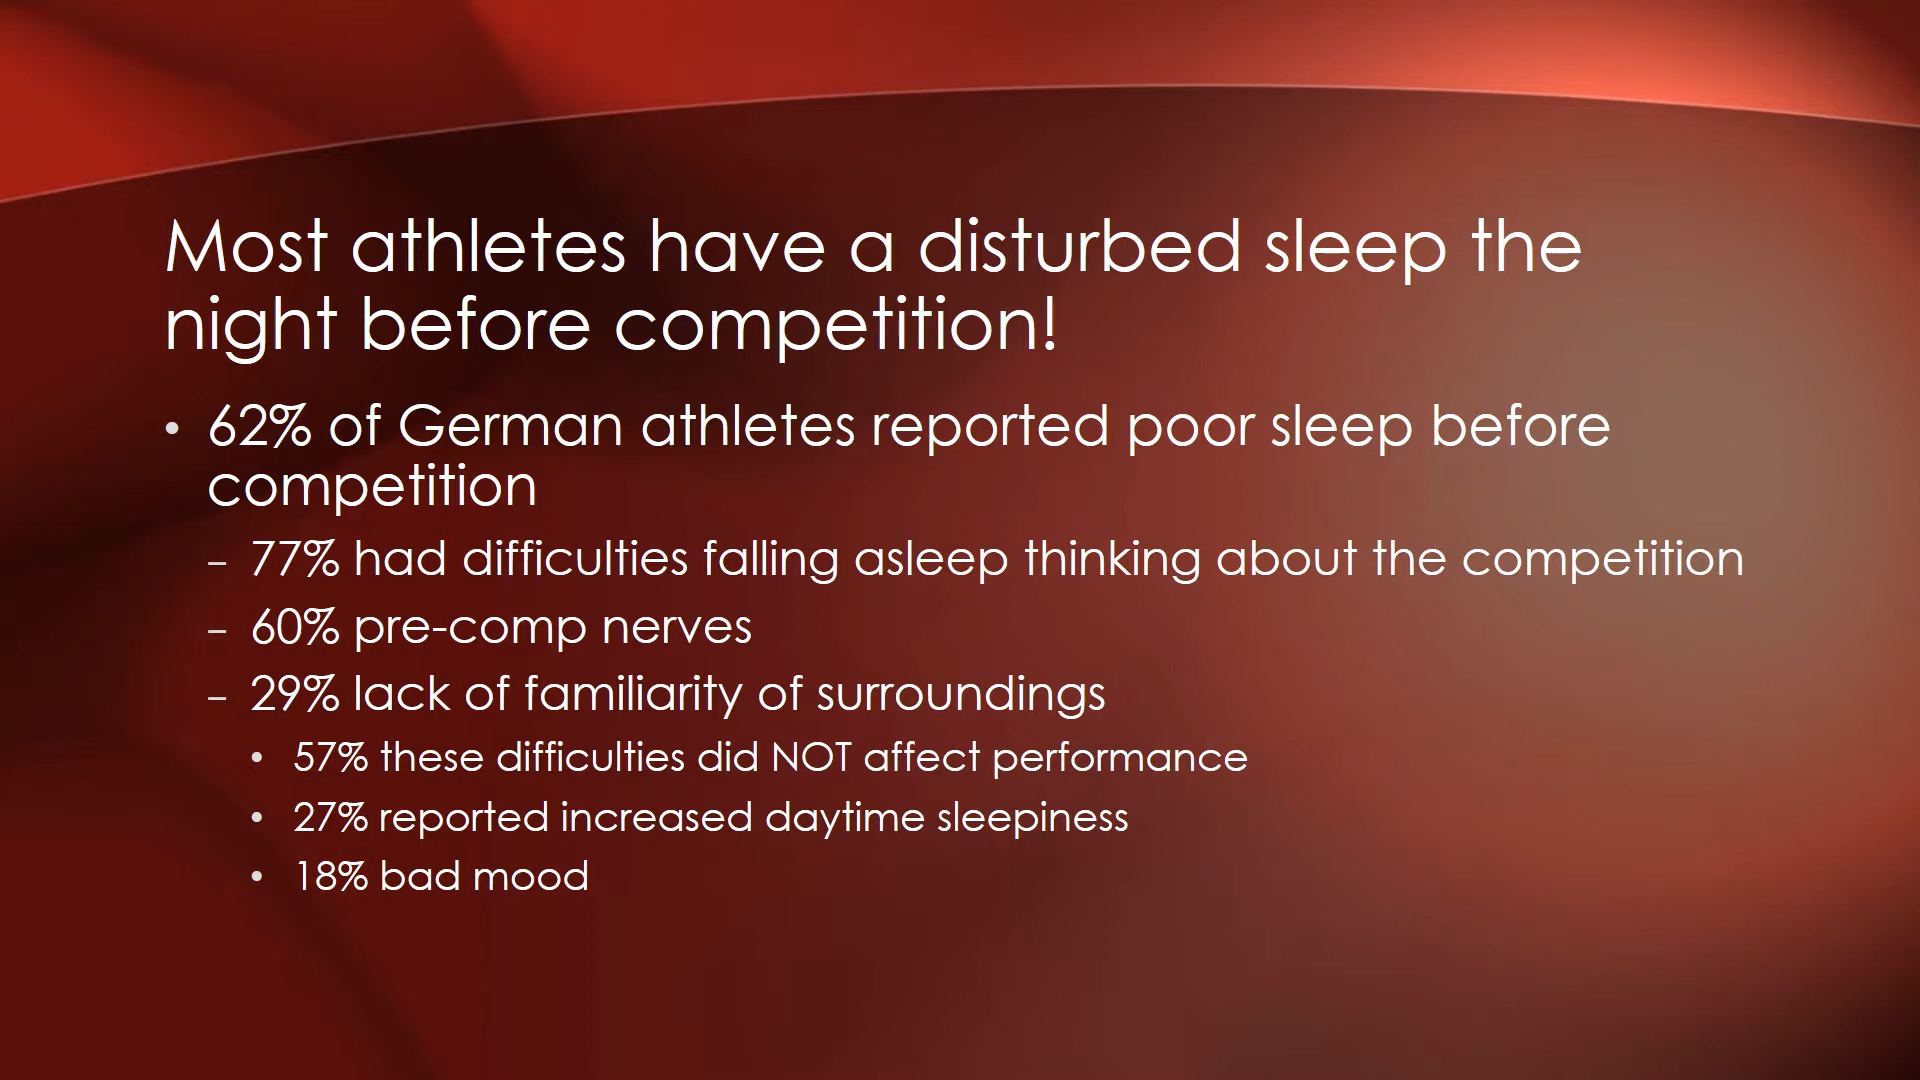 Most athletes have a disturbed sleep the
night before competition!
• 62% of German athletes reported poor sleep before
competition
– 77% had difficulties falling asleep thinking about the competition
– 60% pre-comp nerves
– 29% lack of familiarity of surroundings
• 57% these difficulties did NOT affect performance
• 27% reported increased daytime sleepiness
• 18% bad mood